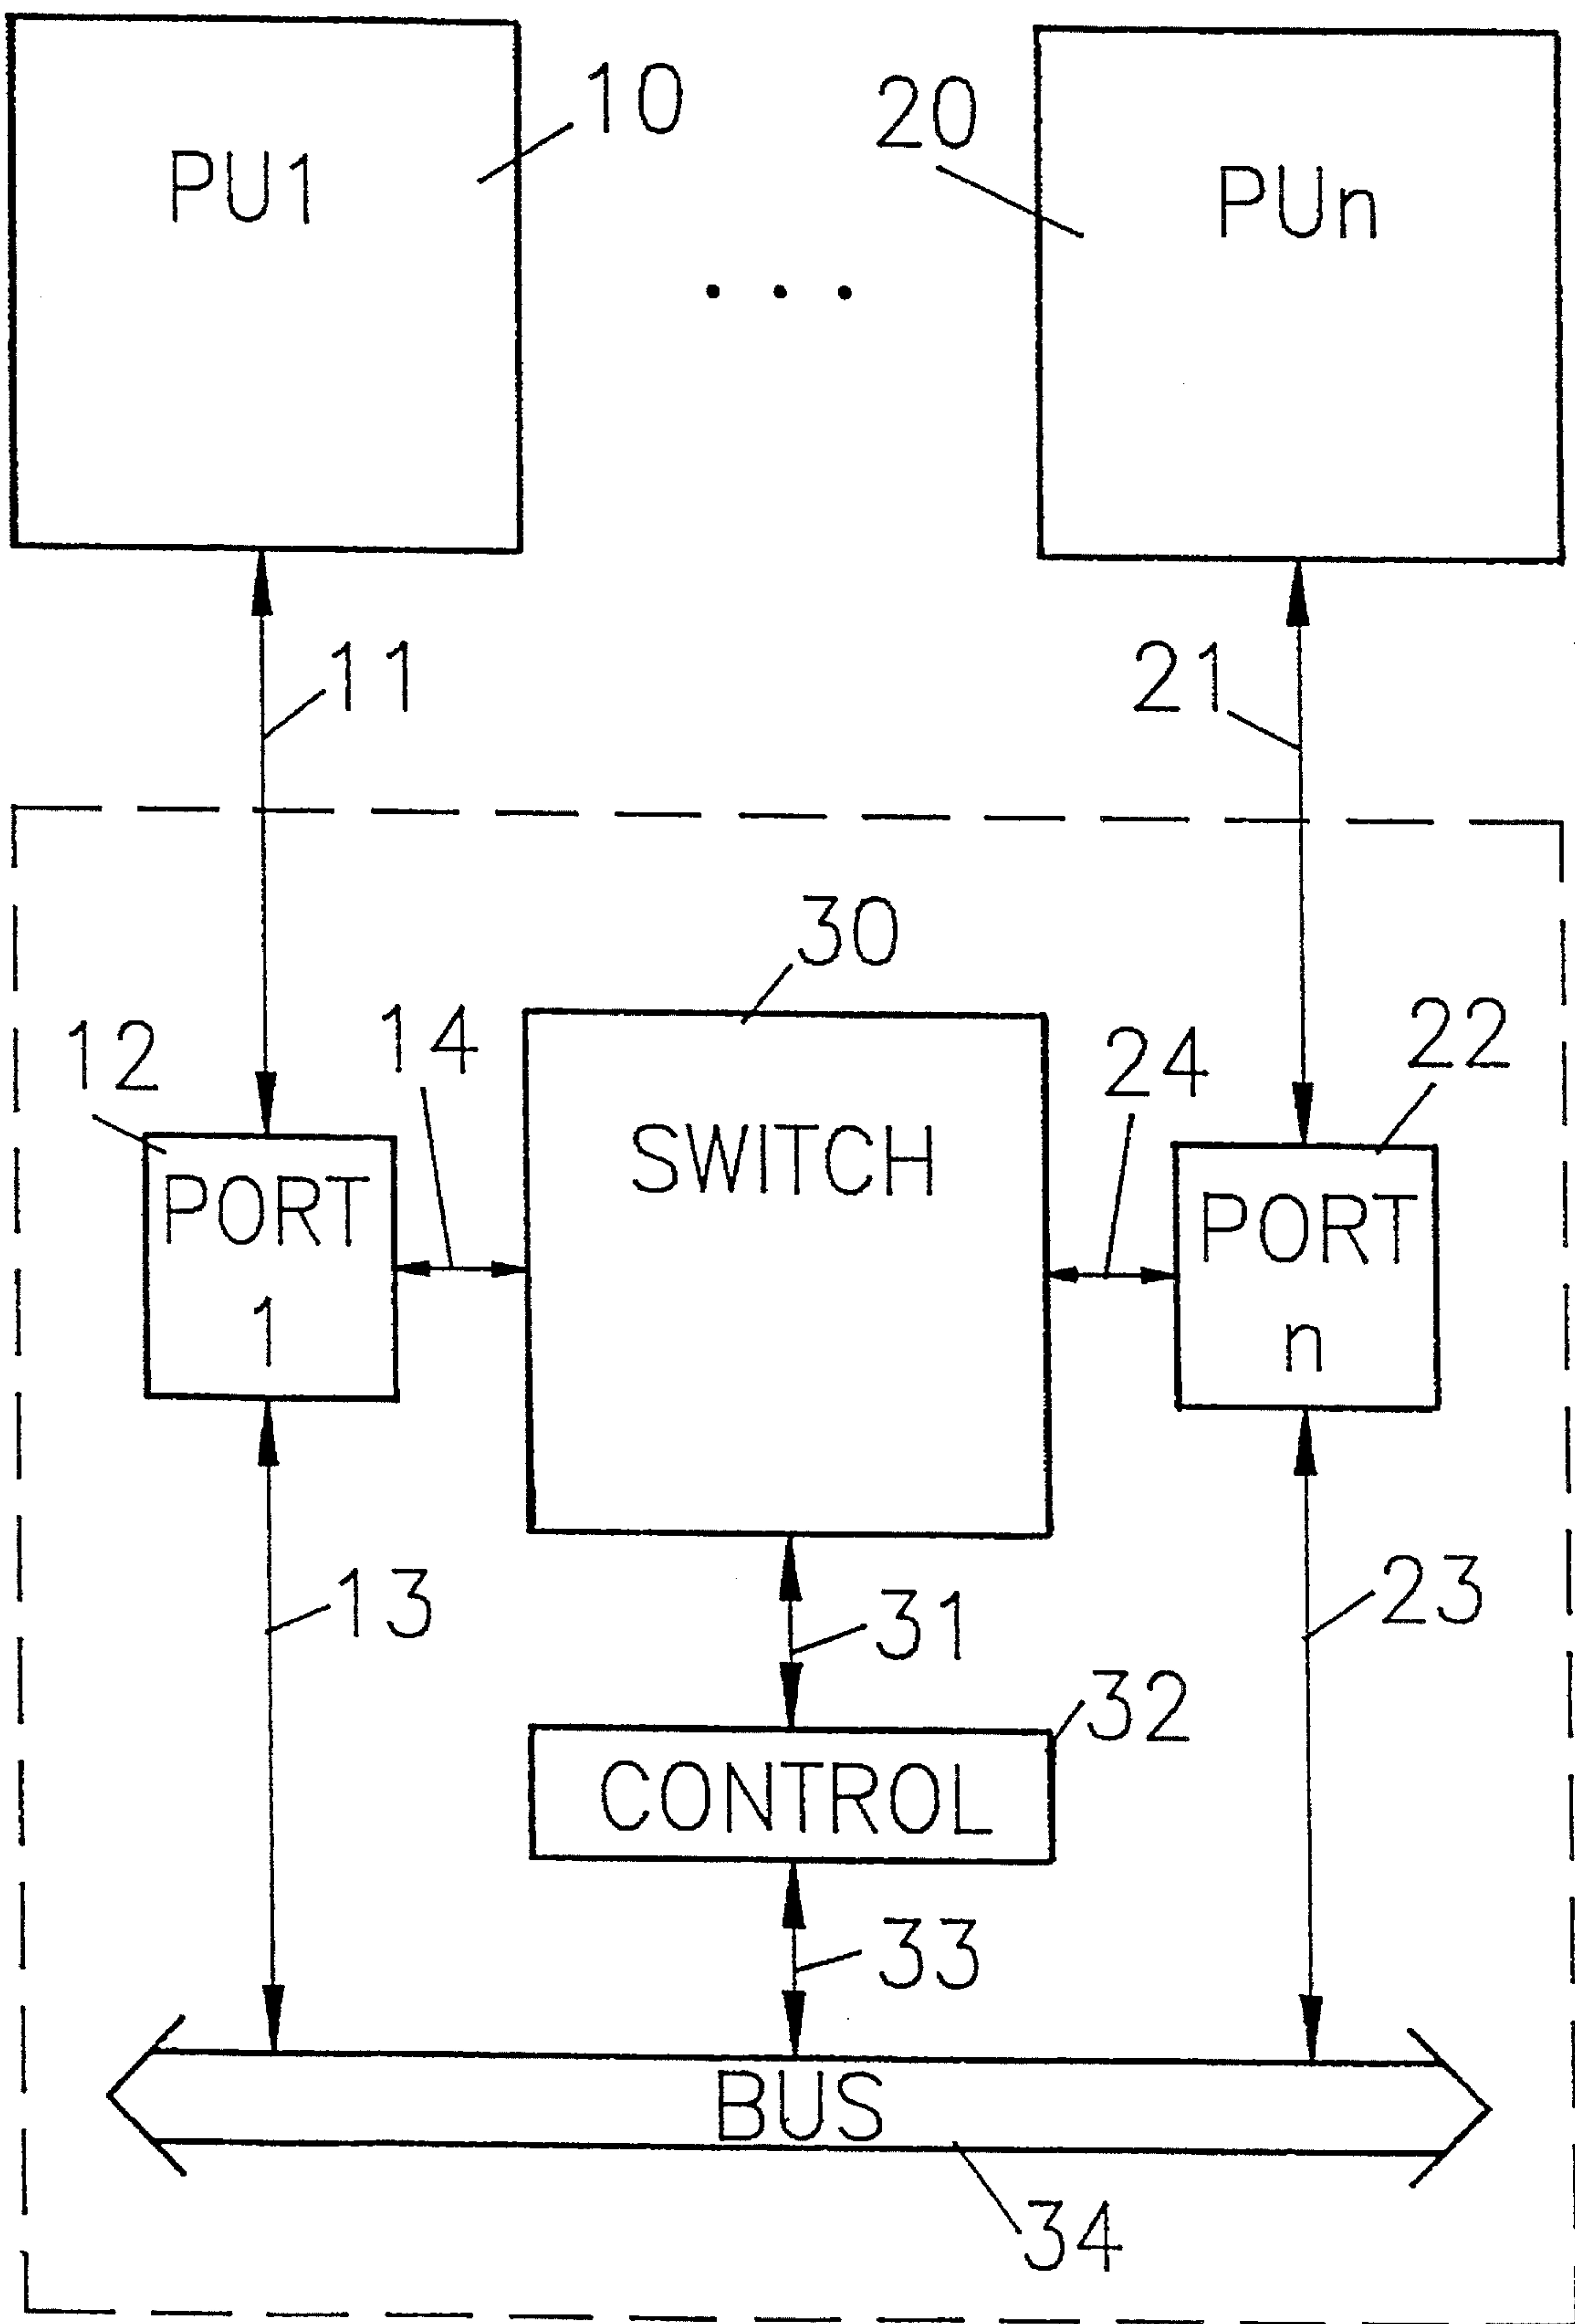 10
20
PU1
PUn
. . .
11
21
30
12
14
24
22
SWITCH
PORT
1
PORT
n
13
31
23
32
CONTROL
33
BUS
34